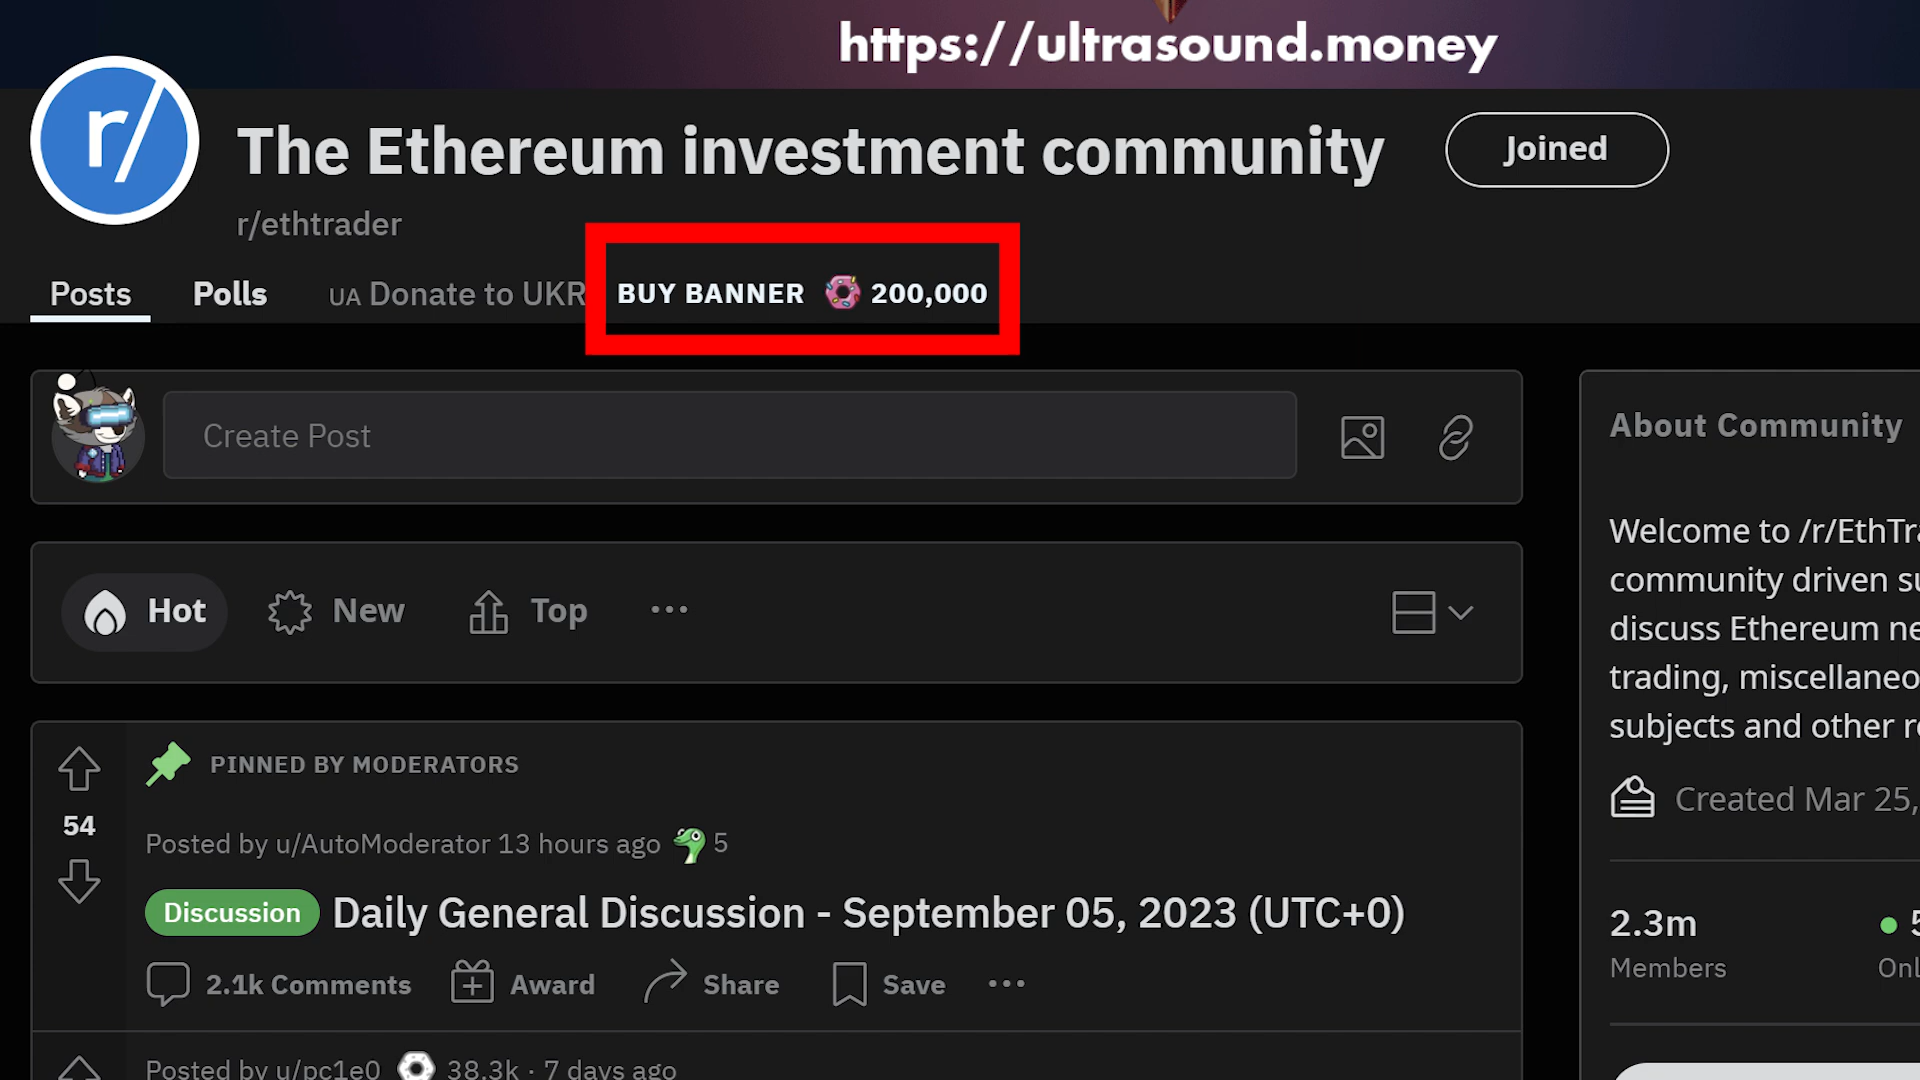 https://ultrasound.money
r/
The Ethereum investment community
Joined
r/ethtrader
Posts
Polls
UA Donate to UKR
BUY BANNER 200,000
Create Post
Hot
New
Top
PINNED BY MODERATORS
54
Posted by u/AutoModerator 13 hours ago 5
Discussion Daily General Discussion - September 05, 2023 (UTC+0)
2.1k Comments
Award
Share
Save
Posted by u/pc1e0 38.3k · 7 days ago
About Community
Welcome to /r/EthTra
community driven su
discuss Ethereum ne
trading, miscellaneo
subjects and other r
Created Mar 25,
2.3m
Members
5
Onl